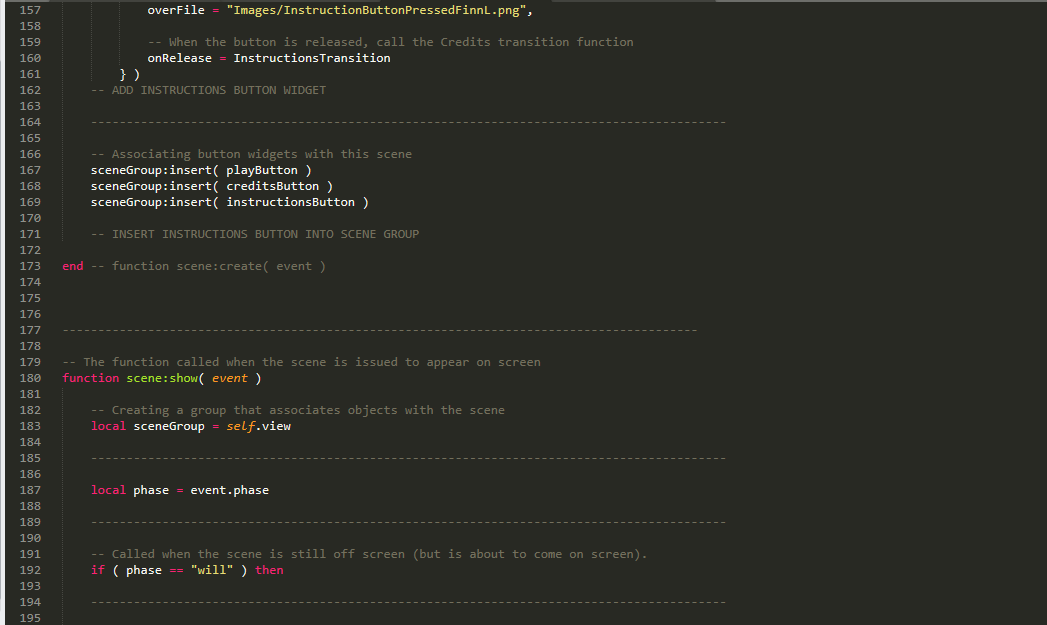 157 overFile = "Images/InstructionButtonPressedFinnL.png",
158
159 -- When the button is released, call the Credits transition function
160 onRelease = InstructionsTransition
161 } )
162 -- ADD INSTRUCTIONS BUTTON WIDGET
163
164 -----------------------------------------------------------------------------------------
165
166 -- Associating button widgets with this scene
167 sceneGroup:insert( playButton )
168 sceneGroup:insert( creditsButton )
169 sceneGroup:insert( instructionsButton )
170
171 -- INSERT INSTRUCTIONS BUTTON INTO SCENE GROUP
172
173 end -- function scene:create( event )
174
175
176
177 -----------------------------------------------------------------------------------------
178
179 -- The function called when the scene is issued to appear on screen
180 function scene:show( event )
181
182 -- Creating a group that associates objects with the scene
183 local sceneGroup = self.view
184
185 -----------------------------------------------------------------------------------------
186
187 local phase = event.phase
188
189 -----------------------------------------------------------------------------------------
190
191 -- Called when the scene is still off screen (but is about to come on screen).
192 if ( phase == "will" ) then
193
194 -----------------------------------------------------------------------------------------
195